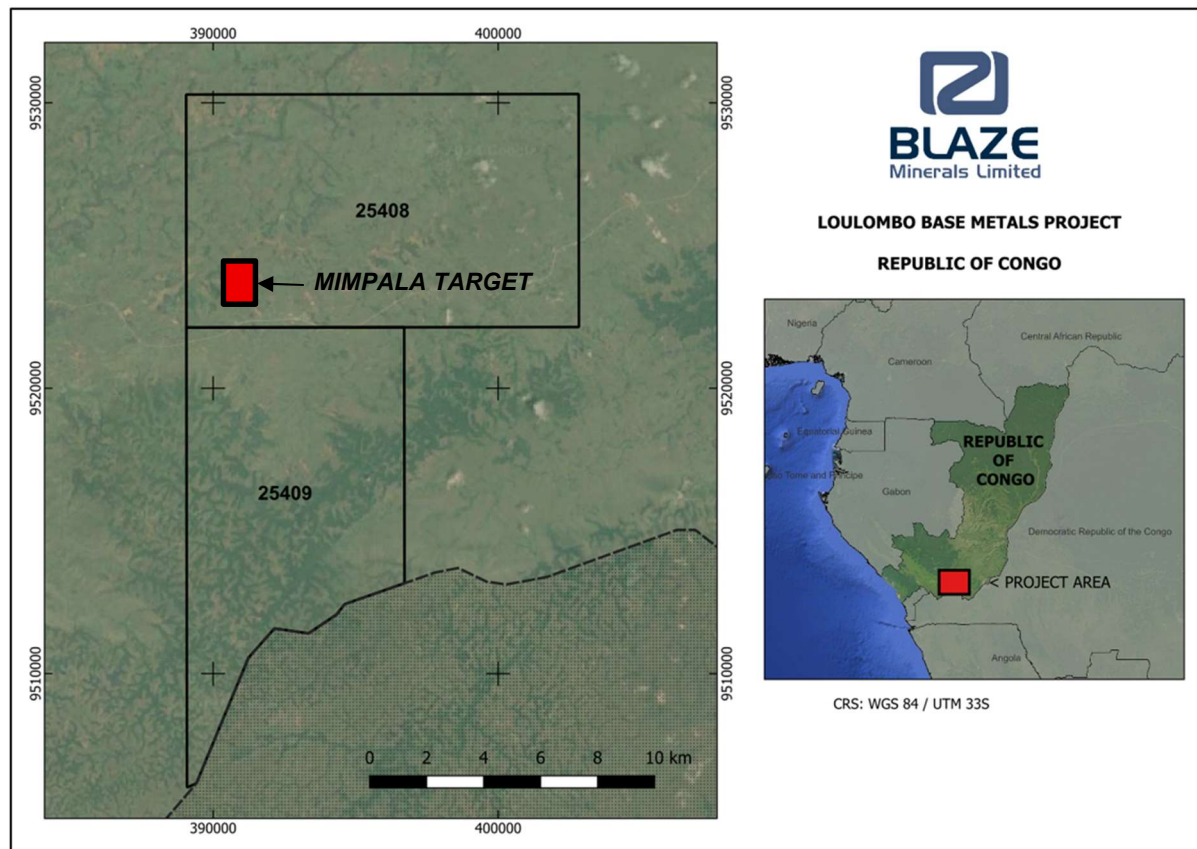 390000
400000
9530000
9530000
25408
MIMPALA TARGET
9520000
9520000
25409
9510000
9510000
0 2 4 6 8 10 km
390000
400000
BLAZE
Minerals Limited
LOULOMBO BASE METALS PROJECT
REPUBLIC OF CONGO
Nigeria
Central African Republic
Cameroon
Equatorial Guinea
REPUBLIC
OF
CONGO
Tome and Principe
Gabon
Democratic Republic of the Congo
< PROJECT AREA
Angola
CRS: WGS 84 / UTM 33S